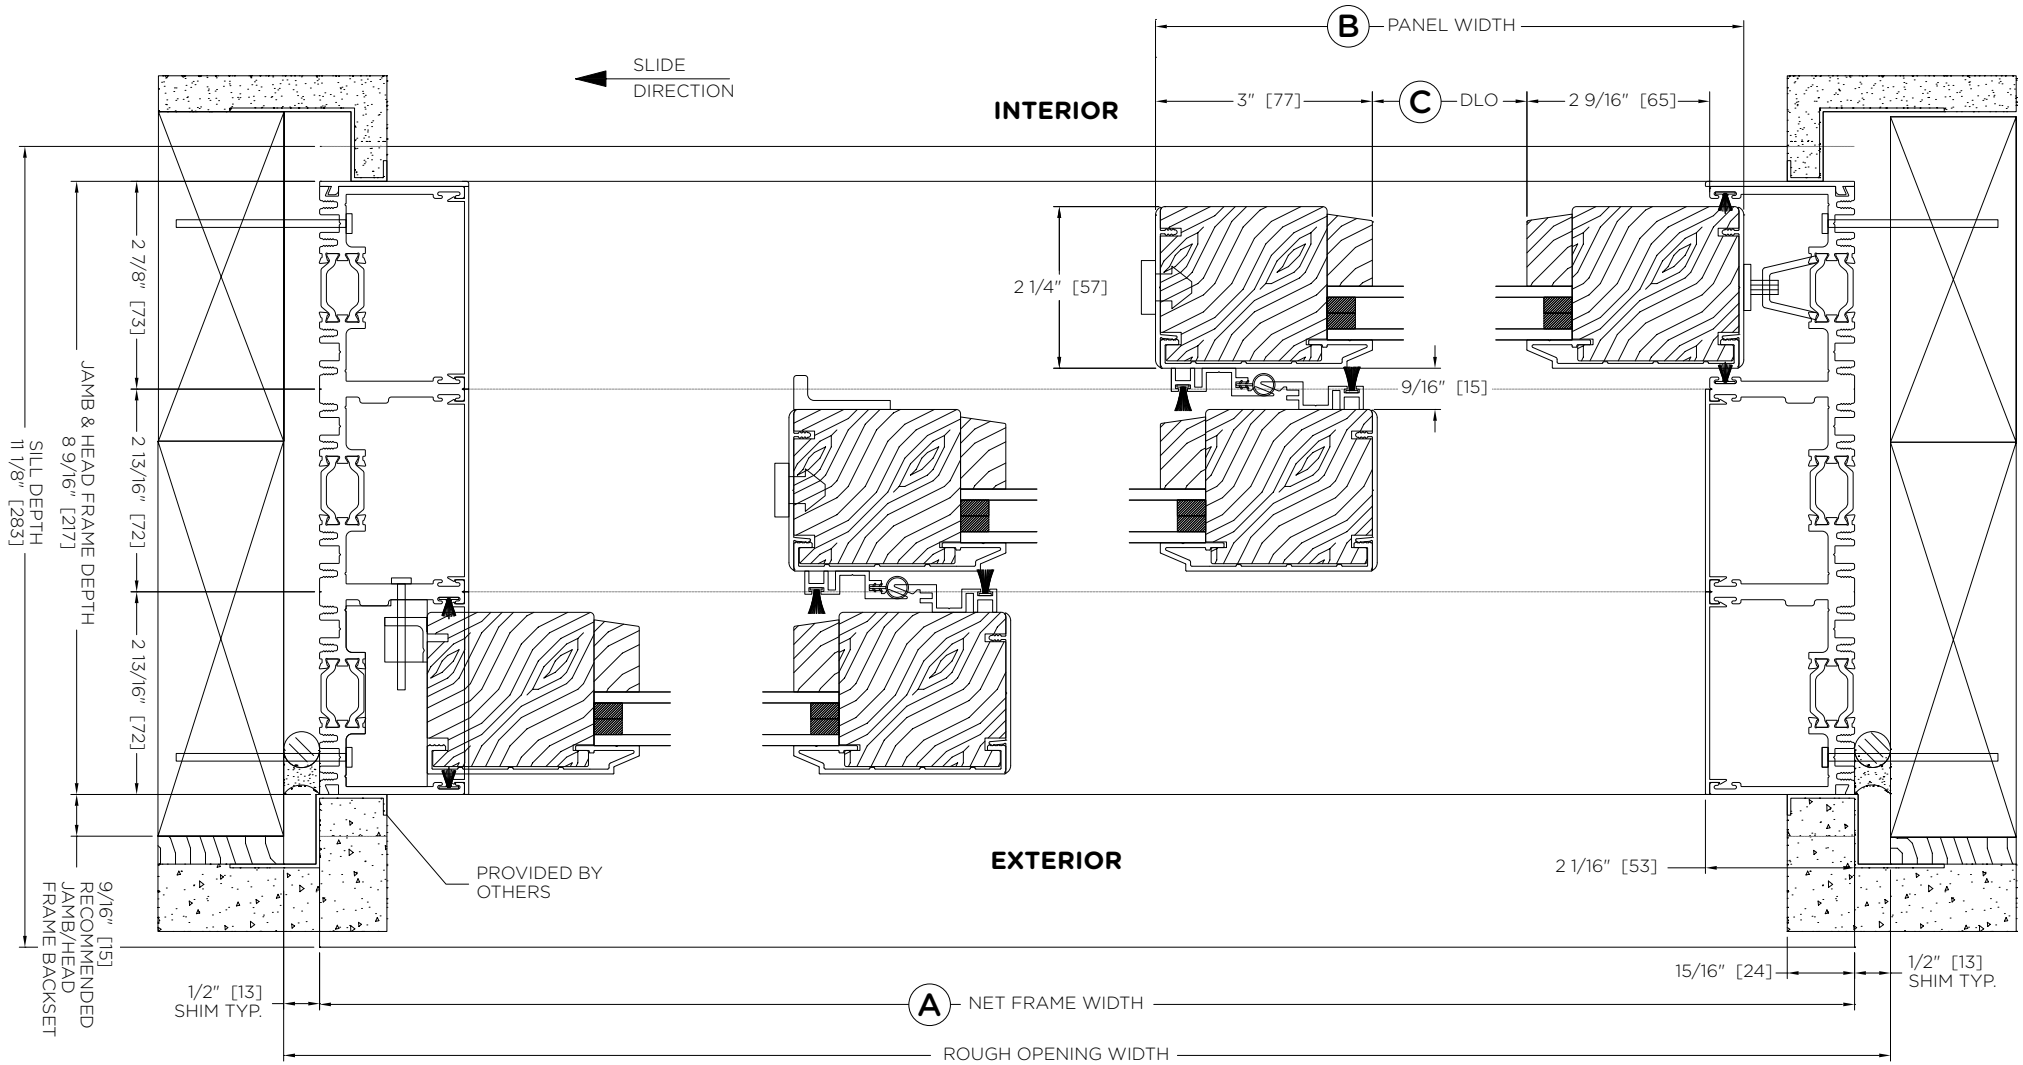 B PANEL WIDTH
SLIDE
DIRECTION
INTERIOR
3" [77]
C DLO
2 9/16" [65]
2 1/4" [57]
9/16" [15]
2 7/8" [73]
2 13/16" [72]
2 13/16" [72]
JAMB & HEAD FRAME DEPTH
8 9/16" [217]
SILL DEPTH
11 1/8" [283]
9/16" [15]
RECOMMENDED
JAMB/HEAD
FRAME BACKSET
PROVIDED BY
OTHERS
EXTERIOR
2 1/16" [53]
15/16" [24]
1/2" [13]
SHIM TYP.
1/2" [13]
SHIM TYP.
A NET FRAME WIDTH
ROUGH OPENING WIDTH